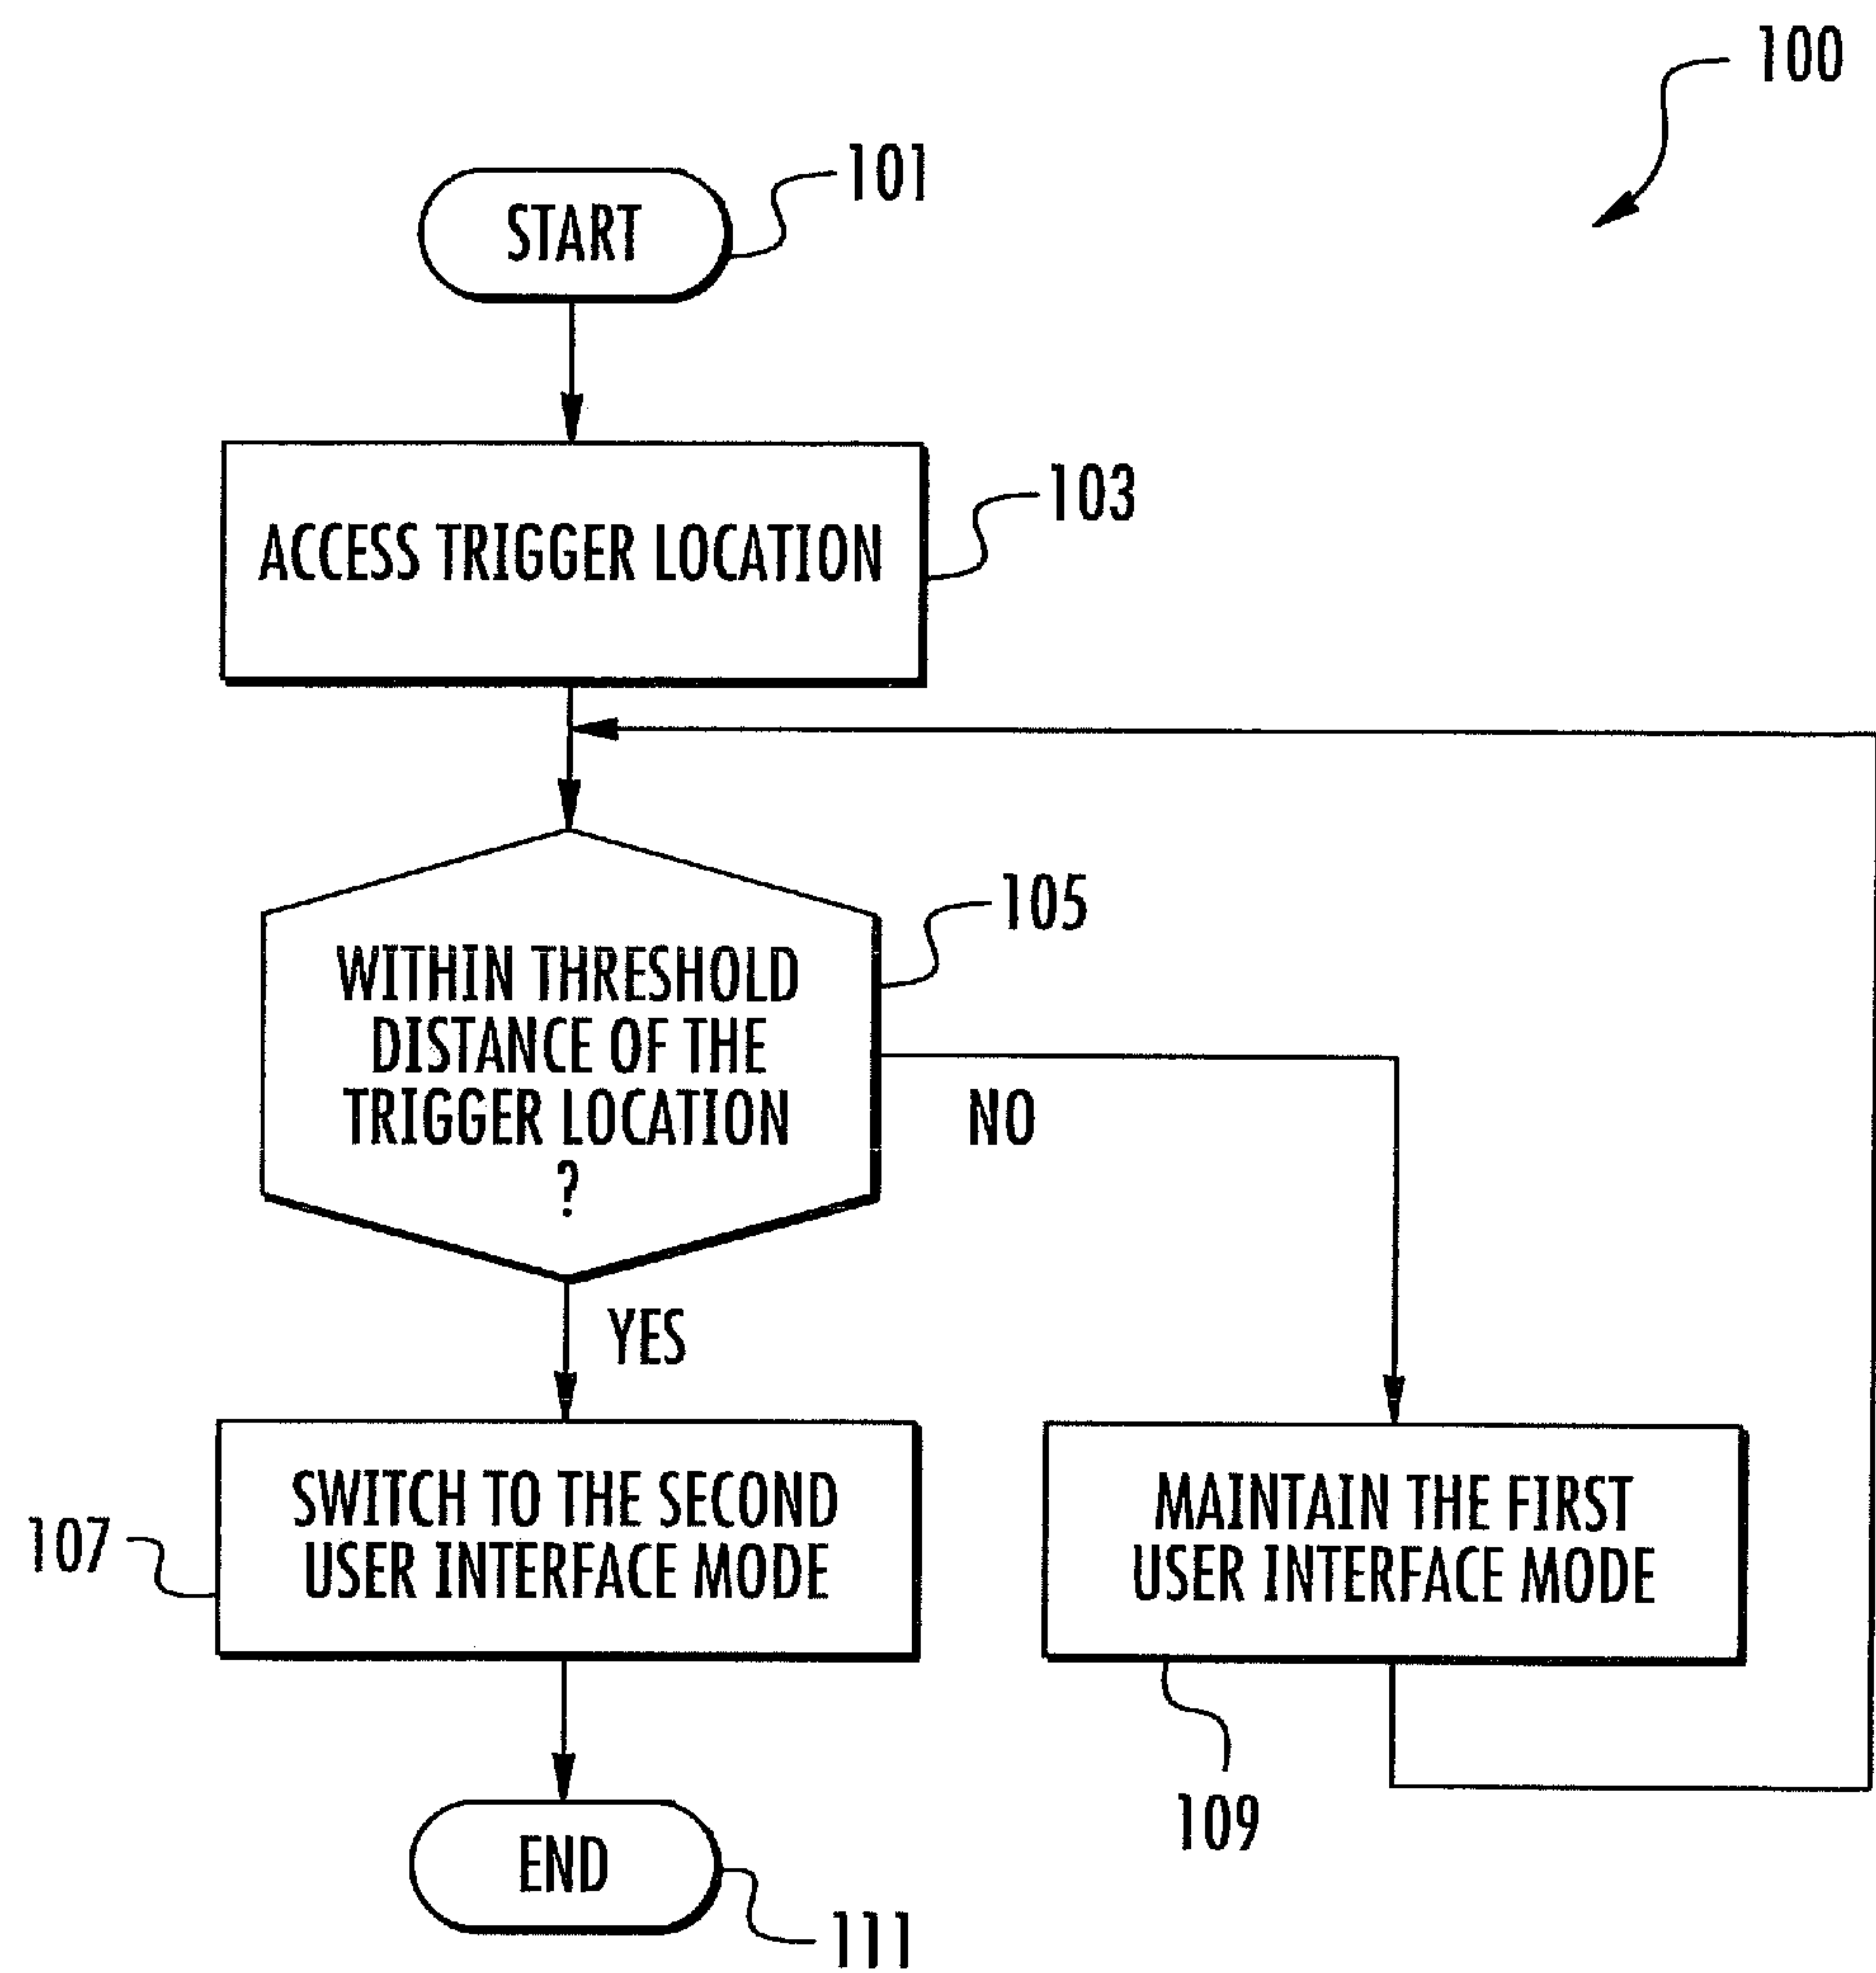 100
101
START
103
ACCESS TRIGGER LOCATION
105
WITHIN THRESHOLD
DISTANCE OF THE
TRIGGER LOCATION
?
NO
YES
107
SWITCH TO THE SECOND
USER INTERFACE MODE
MAINTAIN THE FIRST
USER INTERFACE MODE
109
END
111